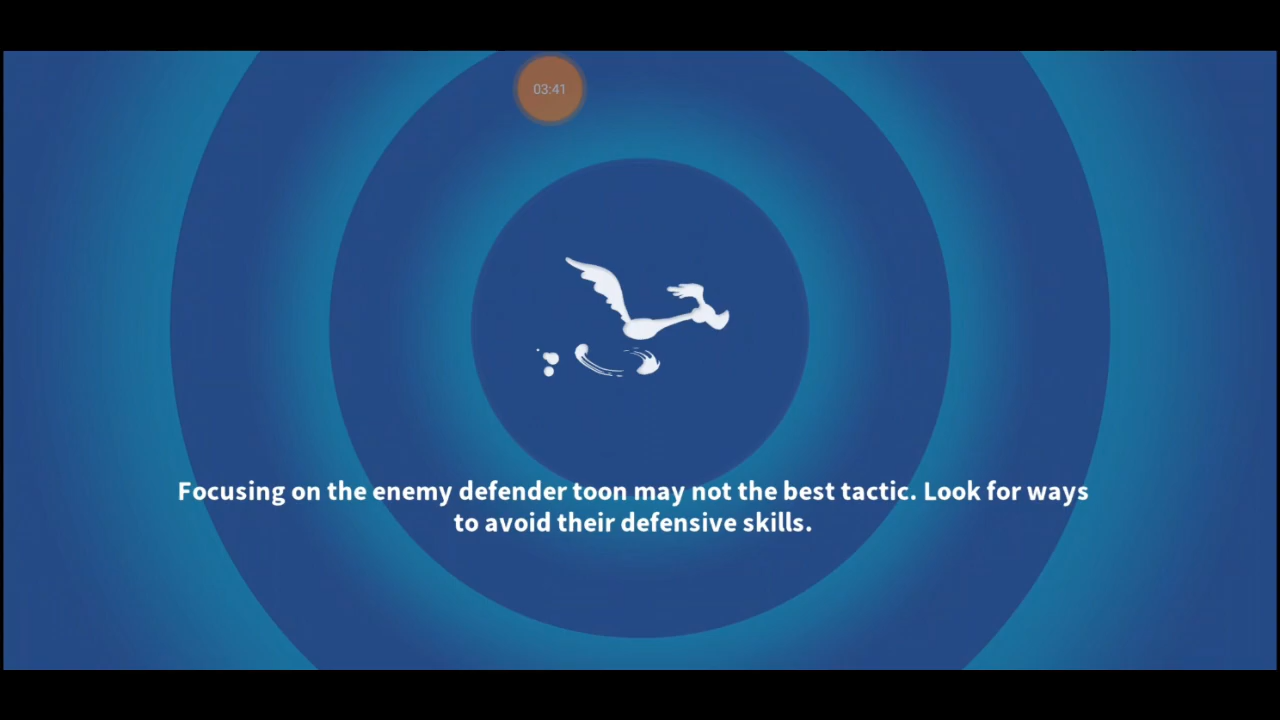 03:41
Focusing on the enemy defender toon may not the best tactic. Look for ways
to avoid their defensive skills.